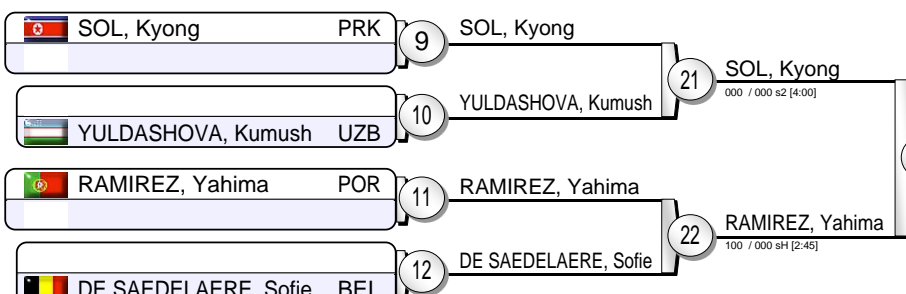 SOL, Kyong PRK
9
SOL, Kyong
21
SOL, Kyong
000 / 000 s2 [4:00]
YULDASHOVA, Kumush UZB
10
YULDASHOVA, Kumush
RAMIREZ, Yahima POR
11
RAMIREZ, Yahima
22
RAMIREZ, Yahima
100 / 000 sH [2:45]
DE SAEDELAERE, Sofie BEL
12
DE SAEDELAERE, Sofie